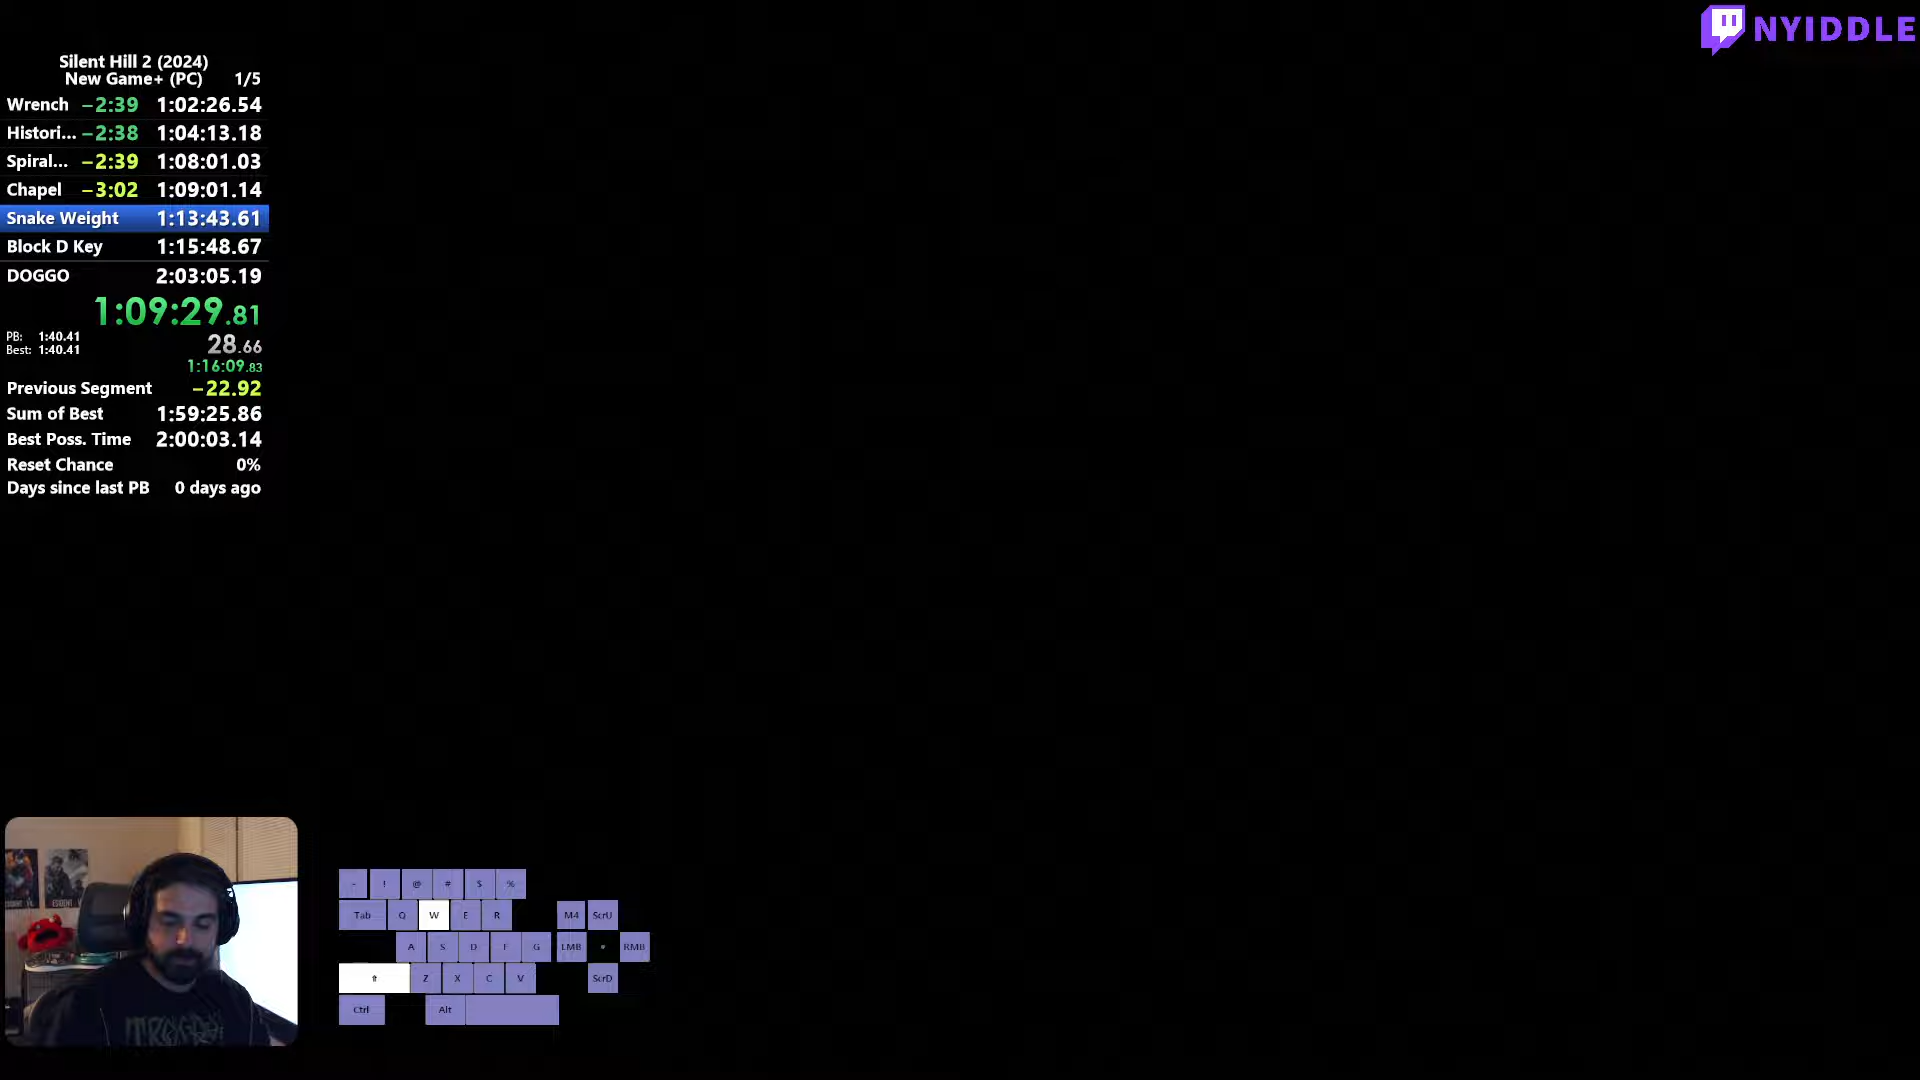 NYIDDLE
Silent Hill 2 (2024)
New Game+ (PC) 1/5
Wrench −2:39 1:02:26.54
Histori... −2:38 1:04:13.18
Spiral... −2:39 1:08:01.03
Chapel −3:02 1:09:01.14
Snake Weight 1:13:43.61
Block D Key 1:15:48.67
DOGGO 2:03:05.19
1:09:29.81
PB: 1:40.41
Best: 1:40.41
28.66
1:16:09.83
Previous Segment −22.92
Sum of Best 1:59:25.86
Best Poss. Time 2:00:03.14
Reset Chance 0%
Days since last PB 0 days ago
- ! @ # $ %
Tab Q W E R M4 ScrU
A S D F G LMB RMB
Z X C V ScrD
Ctrl Alt